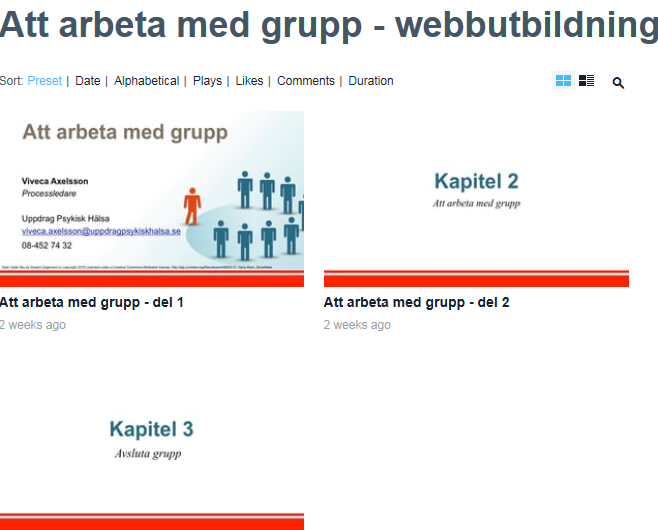 Att arbeta med grupp - webbutbildning
Sort: Preset | Date | Alphabetical | Plays | Likes | Comments | Duration
Att arbeta med grupp
Viveca Axelsson
Processledare
Uppdrag Psykisk Hälsa
viveca.axelsson@uppdragpsykiskhalsa.se
08-452 74 32
Att arbeta med grupp - del 1
2 weeks ago
Kapitel 2
Att arbeta med grupp
Att arbeta med grupp - del 2
2 weeks ago
Kapitel 3
Avsluta grupp